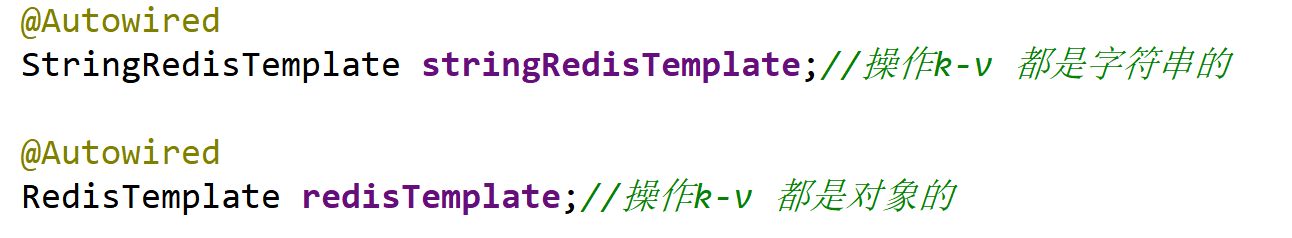 @Autowired
StringRedisTemplate stringRedisTemplate;//操作k-v 都是字符串的
@Autowired
RedisTemplate redisTemplate;//操作k-v 都是对象的